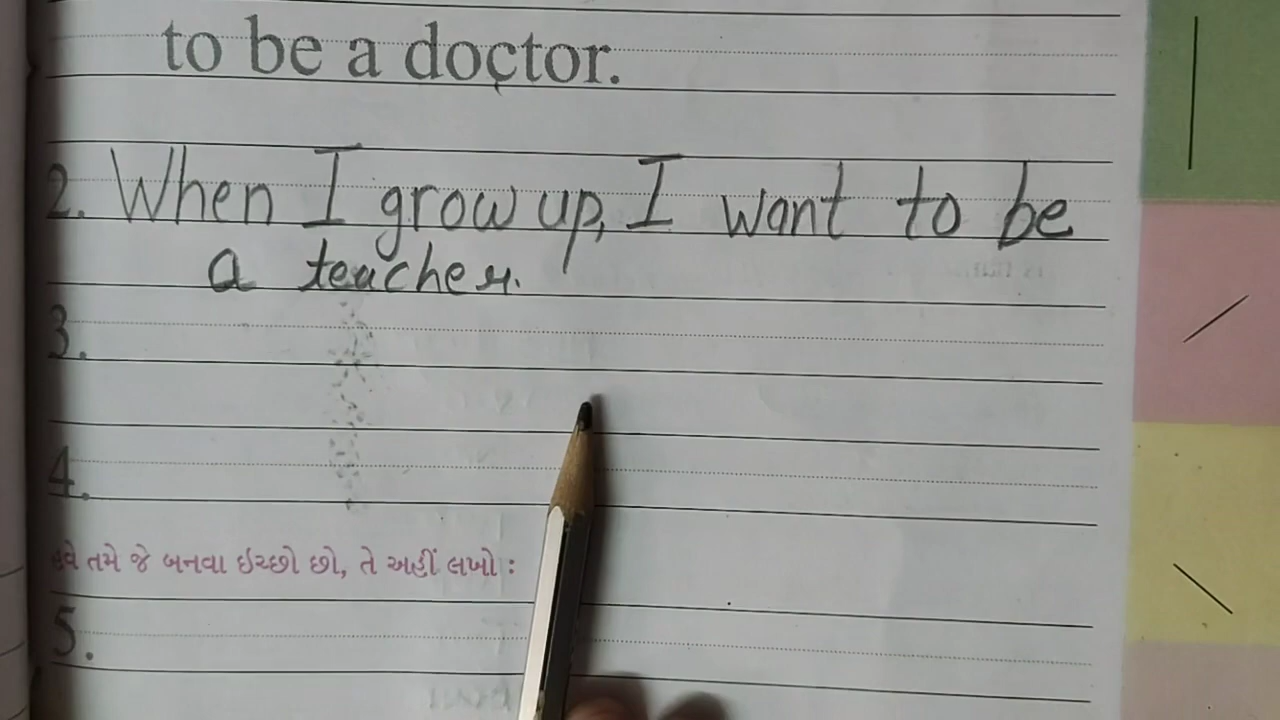 to be a doctor.
2. When I grow up, I want to be
a teacher.
3.
4.
હવે તમે જે બનવા ઇચ્છો છો, તે અહીં લખો :
5.